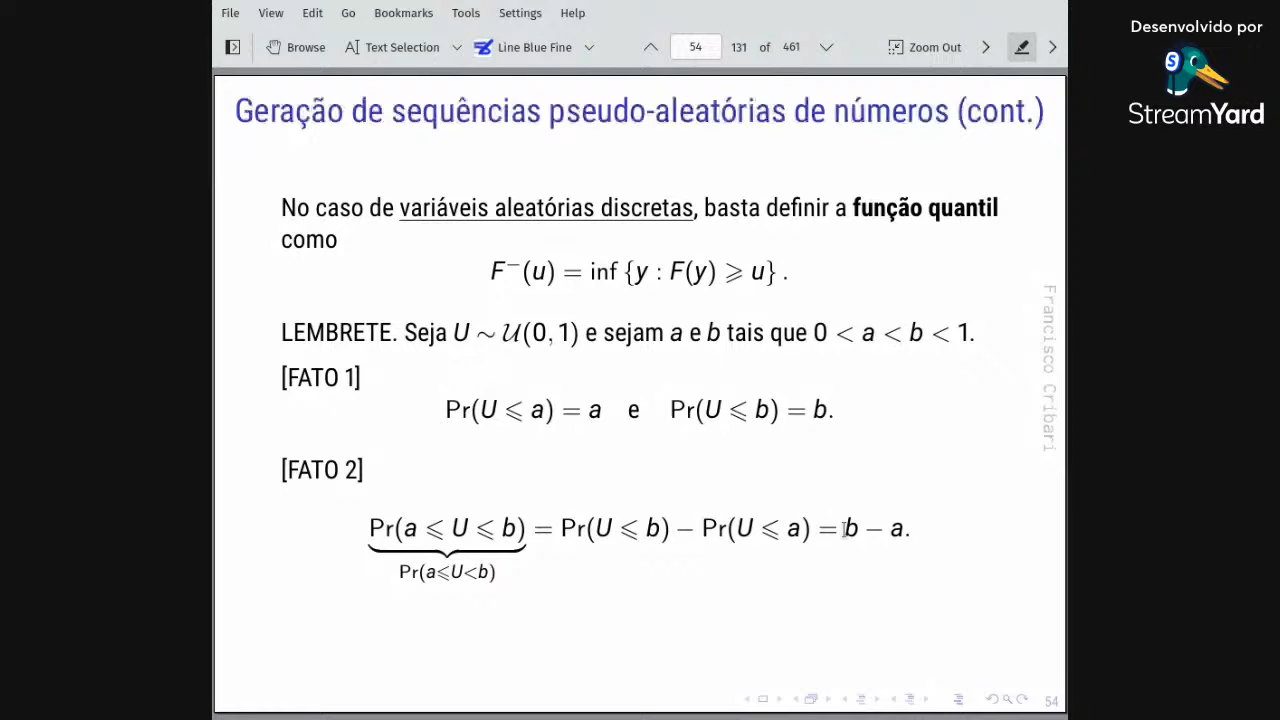 File View Edit Go Bookmarks Tools Settings Help
Browse Text Selection Line Blue Fine 54 131 of 461 Zoom Out
Desenvolvido por
StreamYard
Geração de sequências pseudo-aleatórias de números (cont.)
No caso de variáveis aleatórias discretas, basta definir a função quantil
como
F⁻(u) = inf {y : F(y) ⩾ u} .
LEMBRETE. Seja U ∼ 𝒰(0, 1) e sejam a e b tais que 0 < a < b < 1.
[FATO 1]
Pr(U ⩽ a) = a e Pr(U ⩽ b) = b.
[FATO 2]
Pr(a ⩽ U ⩽ b) = Pr(U ⩽ b) − Pr(U ⩽ a) = b − a.
Pr(a⩽U<b)
Francisco Cribari
54